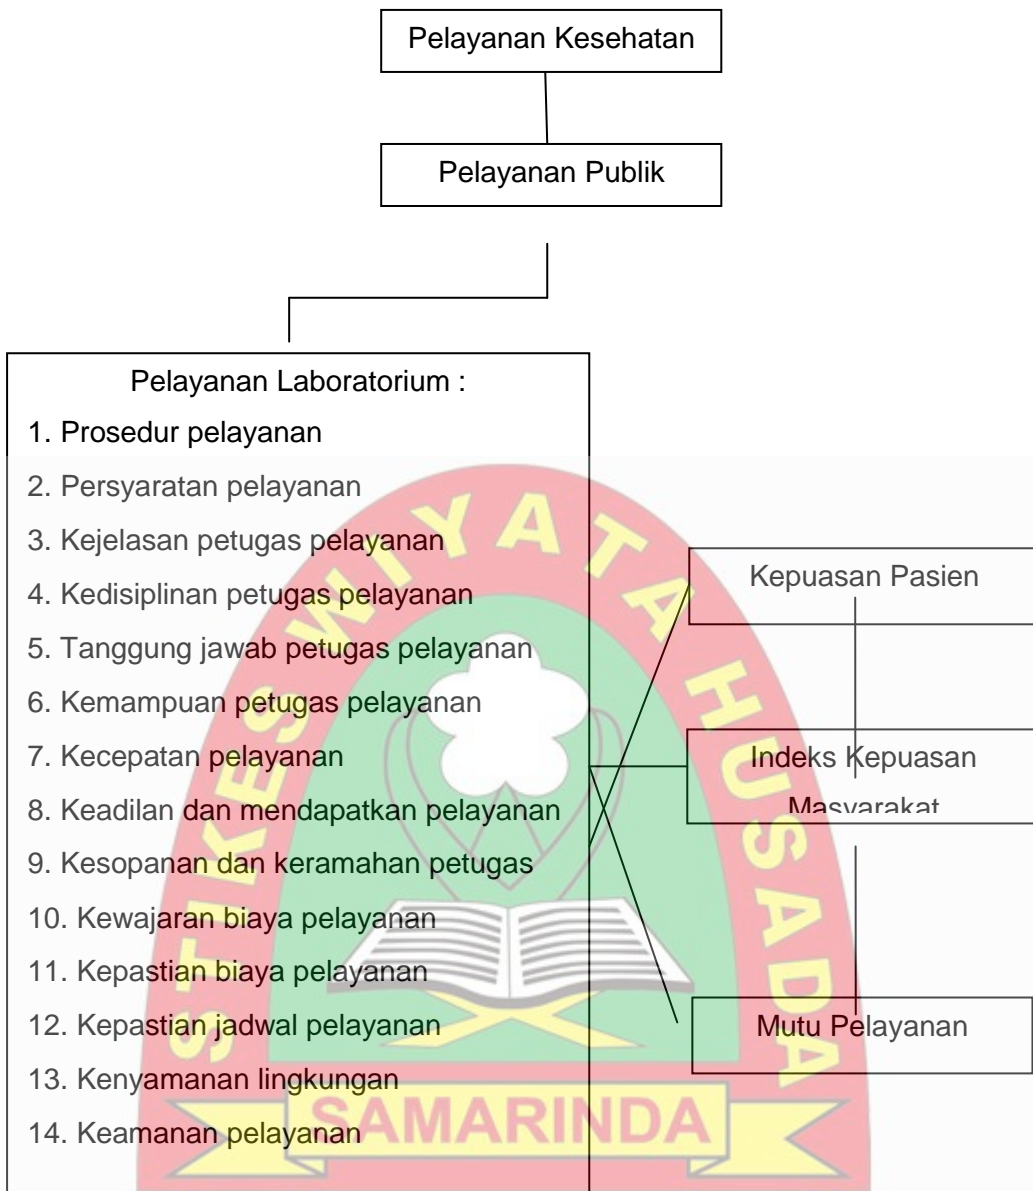 Pelayanan Kesehatan
Pelayanan Publik
Pelayanan Laboratorium :
1. Prosedur pelayanan
2. Persyaratan pelayanan
3. Kejelasan petugas pelayanan
4. Kedisiplinan petugas pelayanan
5. Tanggung jawab petugas pelayanan
6. Kemampuan petugas pelayanan
7. Kecepatan pelayanan
8. Keadilan dan mendapatkan pelayanan
9. Kesopanan dan keramahan petugas
10. Kewajaran biaya pelayanan
11. Kepastian biaya pelayanan
12. Kepastian jadwal pelayanan
13. Kenyamanan lingkungan
14. Keamanan pelayanan
Kepuasan Pasien
Indeks Kepuasan
Masyarakat
Mutu Pelayanan
STIKES WIYATA HUSADA
SAMARINDA